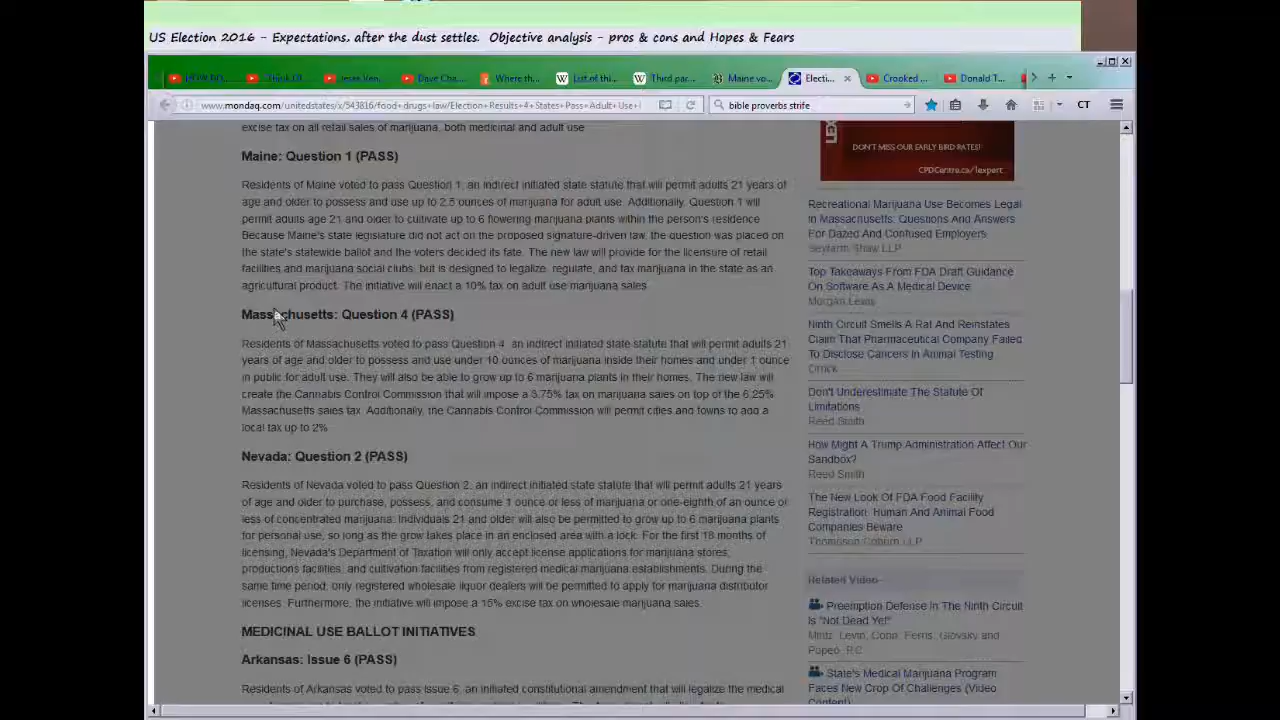 US Election 2016 - Expectations, after the dust settles. Objective analysis - pros & cons and Hopes & Fears
Jesse Ven...
Dave Cha...
Where th...
List of thi...
Third par...
Maine vo...
Electi...
Crooked ...
Donald T...
www.mondaq.com/unitedstates/x/543816/food+drugs+law/Election+Results+4+States+Pass+Adult+Use+
bible proverbs strife
CT
excise tax on all retail sales of marijuana, both medicinal and adult use
Maine: Question 1 (PASS)
Residents of Maine voted to pass Question 1, an indirect initiated state statute that will permit adults 21 years of
age and older to possess and use up to 2.5 ounces of marijuana for adult use. Additionally, Question 1 will
permit adults age 21 and older to cultivate up to 6 flowering marijuana plants within the person's residence
Because Maine's state legislature did not act on the proposed signature-driven law, the question was placed on
the state's statewide ballot and the voters decided its fate. The new law will provide for the licensure of retail
facilities and marijuana social clubs, but is designed to legalize, regulate, and tax marijuana in the state as an
agricultural product. The initiative will enact a 10% tax on adult use marijuana sales.
Massachusetts: Question 4 (PASS)
Residents of Massachusetts voted to pass Question 4, an indirect initiated state statute that will permit adults 21
years of age and older to possess and use under 10 ounces of marijuana inside their homes and under 1 ounce
in public for adult use. They will also be able to grow up to 6 marijuana plants in their homes. The new law will
create the Cannabis Control Commission that will impose a 3.75% tax on marijuana sales on top of the 6.25%
Massachusetts sales tax. Additionally, the Cannabis Control Commission will permit cities and towns to add a
local tax up to 2%
Nevada: Question 2 (PASS)
Residents of Nevada voted to pass Question 2, an indirect initiated state statute that will permit adults 21 years
of age and older to purchase, possess, and consume 1 ounce or less of marijuana or one-eighth of an ounce or
less of concentrated marijuana. Individuals 21 and older will also be permitted to grow up to 6 marijuana plants
for personal use, so long as the grow takes place in an enclosed area with a lock. For the first 18 months of
licensing, Nevada's Department of Taxation will only accept license applications for marijuana stores,
productions facilities, and cultivation facilities from registered medical marijuana establishments. During the
same time period, only registered wholesale liquor dealers will be permitted to apply for marijuana distributor
licenses. Furthermore, the initiative will impose a 15% excise tax on wholesale marijuana sales.
MEDICINAL USE BALLOT INITIATIVES
Arkansas: Issue 6 (PASS)
Residents of Arkansas voted to pass Issue 6, an initiated constitutional amendment that will legalize the medical
DON'T MISS OUR EARLY BIRD RATES!
CPDCentre.ca/lexpert
Recreational Marijuana Use Becomes Legal
In Massachusetts: Questions And Answers
For Dazed And Confused Employers
Seyfarth Shaw LLP
Top Takeaways From FDA Draft Guidance
On Software As A Medical Device
Morgan Lewis
Ninth Circuit Smells A Rat And Reinstates
Claim That Pharmaceutical Company Failed
To Disclose Cancers In Animal Testing
Orrick
Don't Underestimate The Statute Of
Limitations
Reed Smith
How Might A Trump Administration Affect Our
Sandbox?
Reed Smith
The New Look Of FDA Food Facility
Registration: Human And Animal Food
Companies Beware
Thompson Coburn LLP
Related Video
Preemption Defense In The Ninth Circuit
Is "Not Dead Yet"
Mintz, Levin, Cohn, Ferris, Glovsky and
Popeo, P.C.
State's Medical Marijuana Program
Faces New Crop Of Challenges (Video
Content)